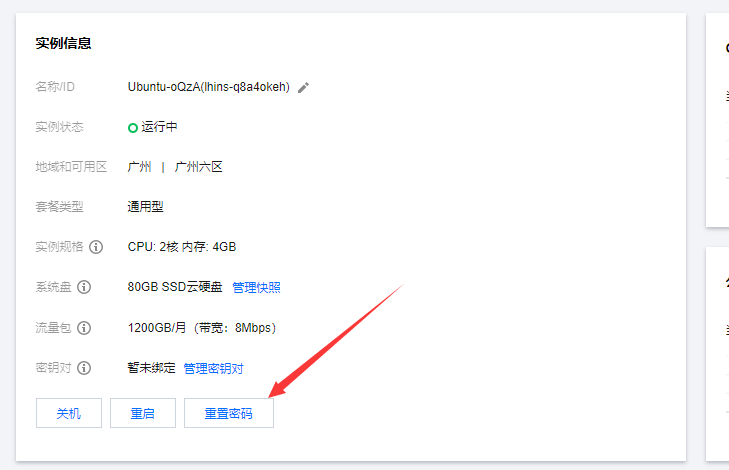 实例信息
名称/ID Ubuntu-oQzA(lhins-q8a4okeh)
实例状态 运行中
地域和可用区 广州 | 广州六区
套餐类型 通用型
实例规格 CPU: 2核 内存: 4GB
系统盘 80GB SSD云硬盘 管理快照
流量包 1200GB/月（带宽：8Mbps）
密钥对 暂未绑定 管理密钥对
关机 重启 重置密码